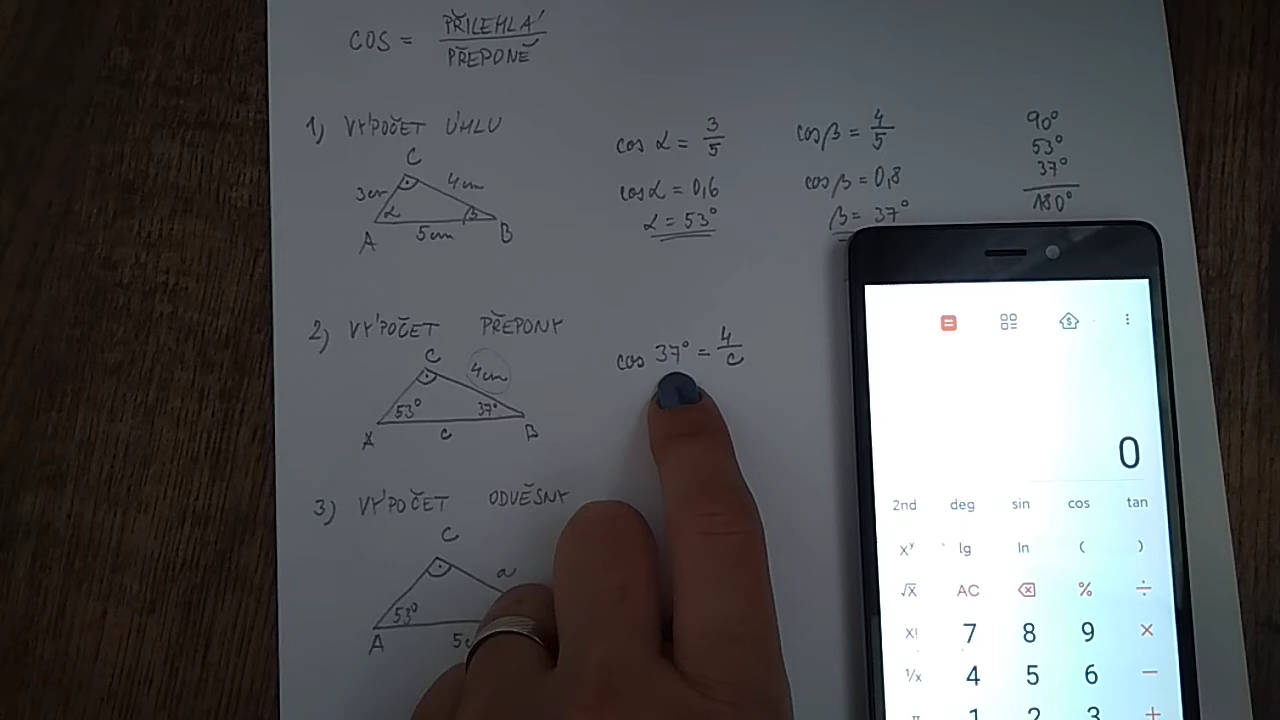 COS = PŘILEHLÁ / PŘEPONĚ
1) VÝPOČET ÚHLU
C
3cm
4cm
α
β
A
5cm
B
cos α = 3/5
cos α = 0,6
α = 53°
cos β = 4/5
cos β = 0,8
β = 37°
90°
53°
37°
180°
2) VÝPOČET PŘEPONY
C
4cm
53°
37°
A
c
B
cos 37° = 4/c
3) VÝPOČET ODVĚSNY
C
a
53°
A
0
2nd deg sin cos tan
Xʸ lg ln ( )
√X AC % ÷
X! 7 8 9 ×
¹/x 4 5 6 −
π 1 2 3 +